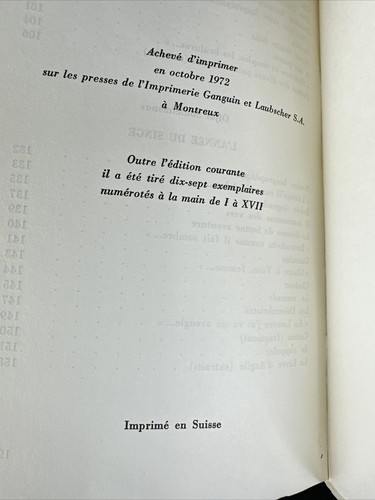 Achevé d'imprimer
en octobre 1972
sur les presses de l'Imprimerie Ganguin et Laubscher S.A.
à Montreux
Outre l'édition courante
il a été tiré dix-sept exemplaires
numérotés à la main de I à XVII
Imprimé en Suisse